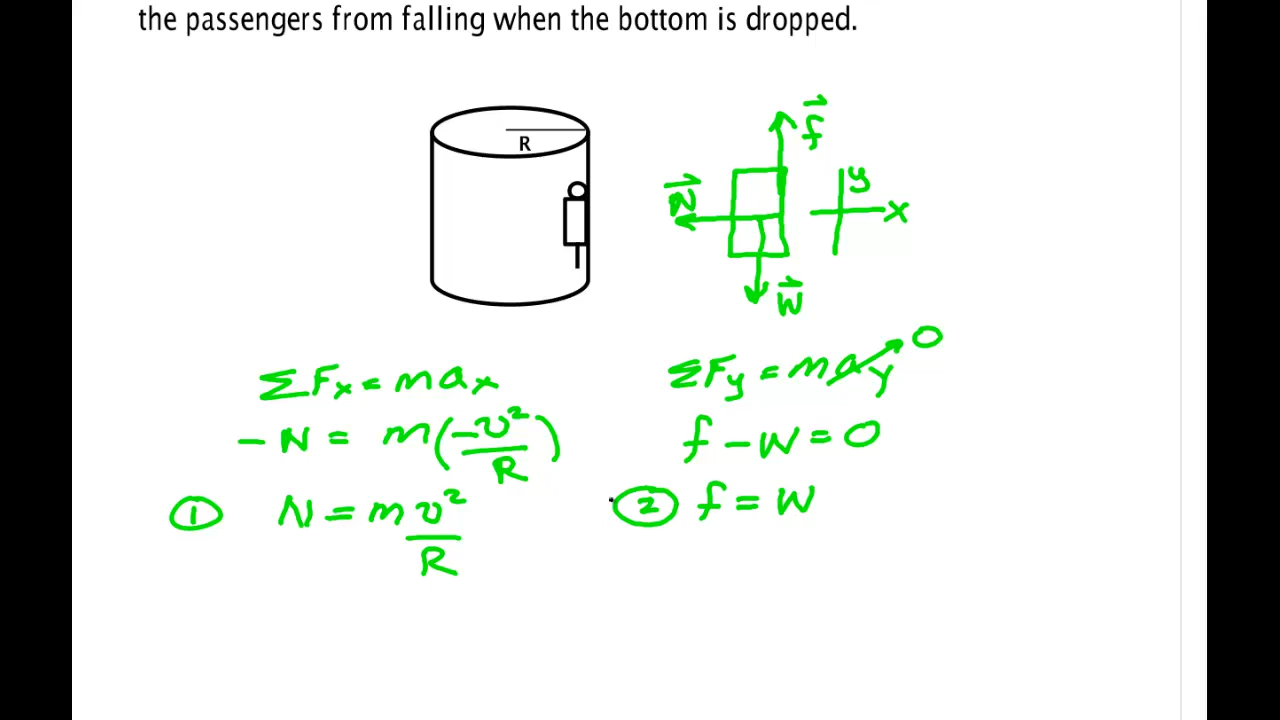 the passengers from falling when the bottom is dropped.
R
f⃗
N⃗
y
x
W⃗
ΣFx = max
ΣFy = may 0
-N = m(-v²/R)
f - W = 0
① N = mv²/R
② f = W